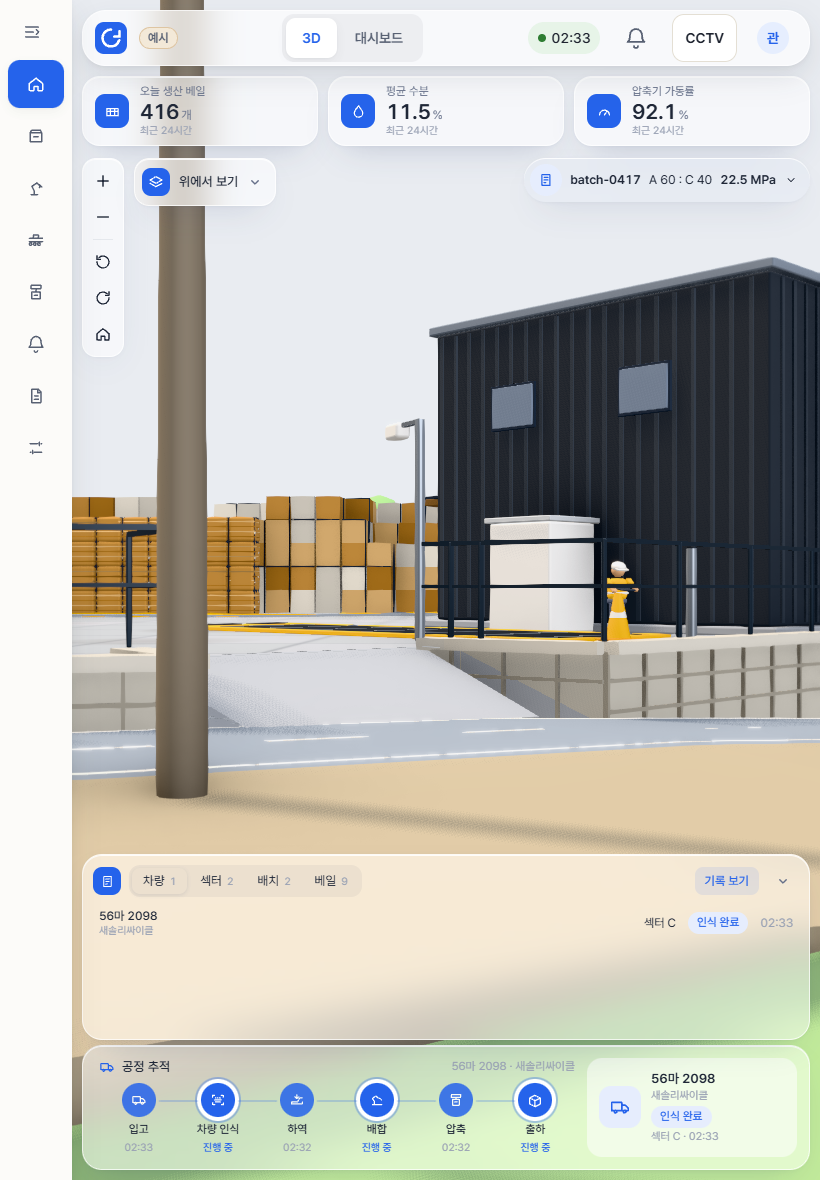 예시
3D
대시보드
02:33
CCTV
관
오늘 생산 베일
416개
최근 24시간
평균 수분
11.5%
최근 24시간
압축기 가동률
92.1%
최근 24시간
위에서 보기
batch-0417 A 60 : C 40 22.5 MPa
차량 1
섹터 2
배치 2
베일 9
기록 보기
56마 2098
새솔리싸이클
섹터 C
인식 완료
02:33
공정 추적
56마 2098 · 새솔리싸이클
입고
02:33
차량 인식
진행 중
하역
02:32
배합
진행 중
압축
02:32
출하
진행 중
56마 2098
새솔리싸이클
인식 완료
섹터 C · 02:33